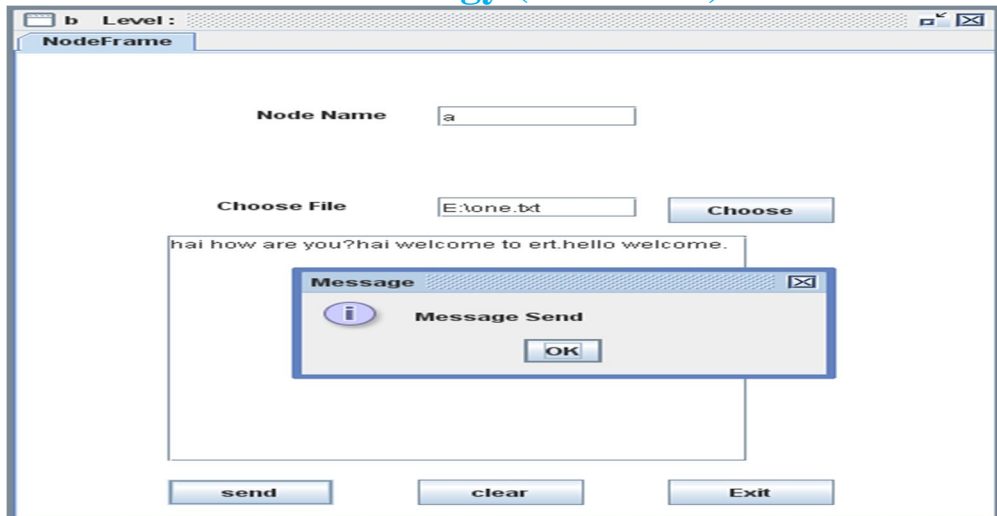 b Level :
NodeFrame
Node Name a
Choose File E:\one.txt Choose
hai how are you?hai welcome to ert.hello welcome.
Message
i
Message Send
OK
send clear Exit